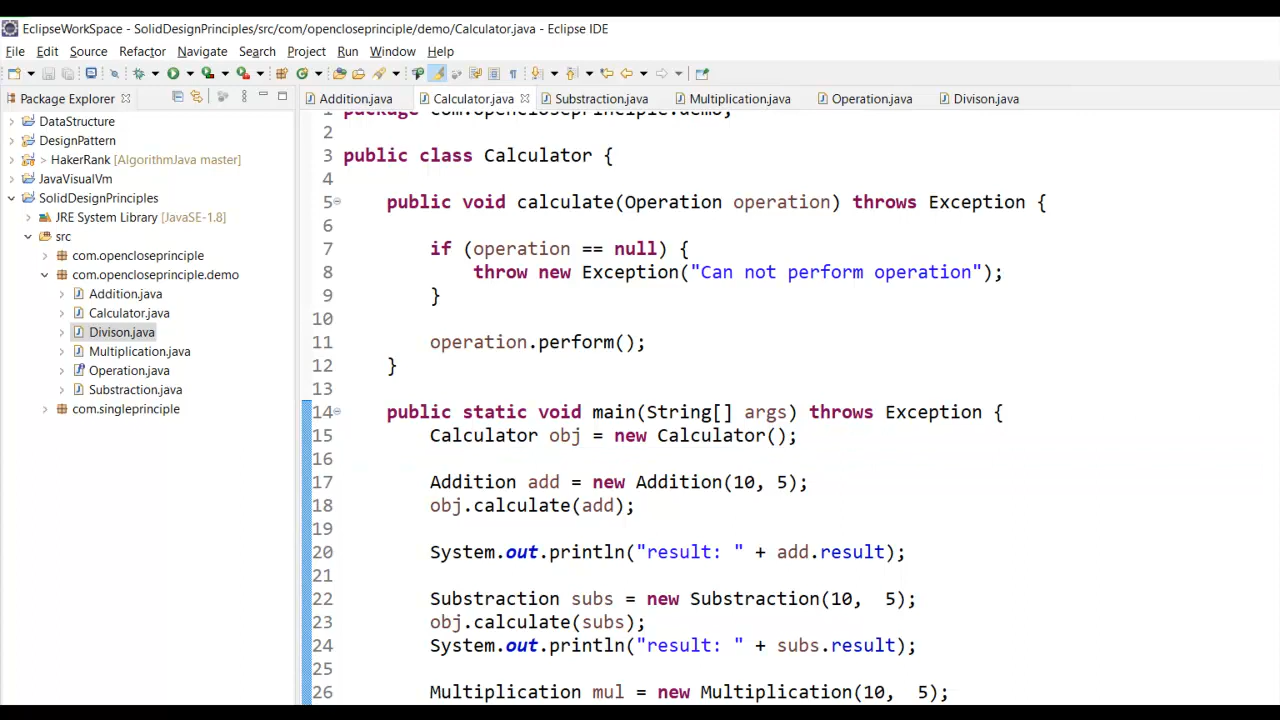 EclipseWorkSpace - SolidDesignPrinciples/src/com/opencloseprinciple/demo/Calculator.java - Eclipse IDE
File Edit Source Refactor Navigate Search Project Run Window Help
Package Explorer
Addition.java Calculator.java Substraction.java Multiplication.java Operation.java Divison.java
DataStructure
DesignPattern
> HakerRank [AlgorithmJava master]
JavaVisualVm
SolidDesignPrinciples
JRE System Library [JavaSE-1.8]
src
com.opencloseprinciple
com.opencloseprinciple.demo
Addition.java
Calculator.java
Divison.java
Multiplication.java
Operation.java
Substraction.java
com.singleprinciple
1 package com.opencloseprinciple.demo;
2
3 public class Calculator {
4
5 public void calculate(Operation operation) throws Exception {
6
7 if (operation == null) {
8 throw new Exception("Can not perform operation");
9 }
10
11 operation.perform();
12 }
13
14 public static void main(String[] args) throws Exception {
15 Calculator obj = new Calculator();
16
17 Addition add = new Addition(10, 5);
18 obj.calculate(add);
19
20 System.out.println("result: " + add.result);
21
22 Substraction subs = new Substraction(10, 5);
23 obj.calculate(subs);
24 System.out.println("result: " + subs.result);
25
26 Multiplication mul = new Multiplication(10, 5);